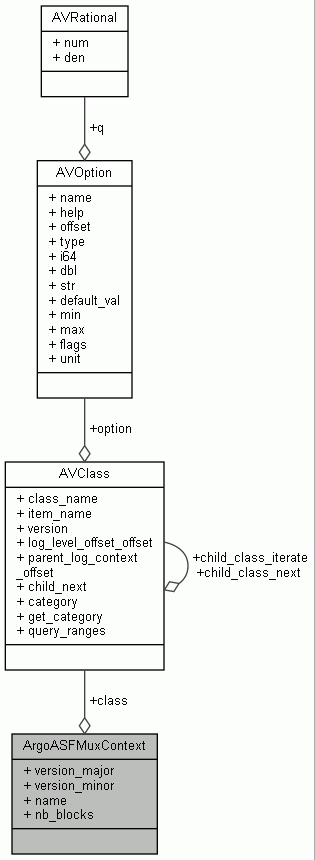 AVRational
+ num
+ den
+q
AVOption
+ name
+ help
+ offset
+ type
+ i64
+ dbl
+ str
+ default_val
+ min
+ max
+ flags
+ unit
+option
AVClass
+ class_name
+ item_name
+ version
+ log_level_offset_offset
+ parent_log_context
_offset
+ child_next
+ category
+ get_category
+ query_ranges
+child_class_iterate
+child_class_next
+class
ArgoASFMuxContext
+ version_major
+ version_minor
+ name
+ nb_blocks